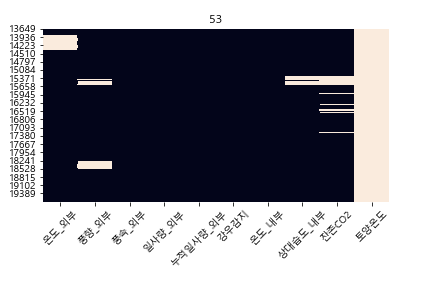 53
13649
13936
14223
14510
14797
15084
15371
15658
15945
16232
16519
16806
17093
17380
17667
17954
18241
18528
18815
19102
19389
온도_외부
풍향_외부
풍속_외부
일사량_외부
누적일사량_외부
강우감지
온도_내부
상대습도_내부
잔존CO2
토양온도